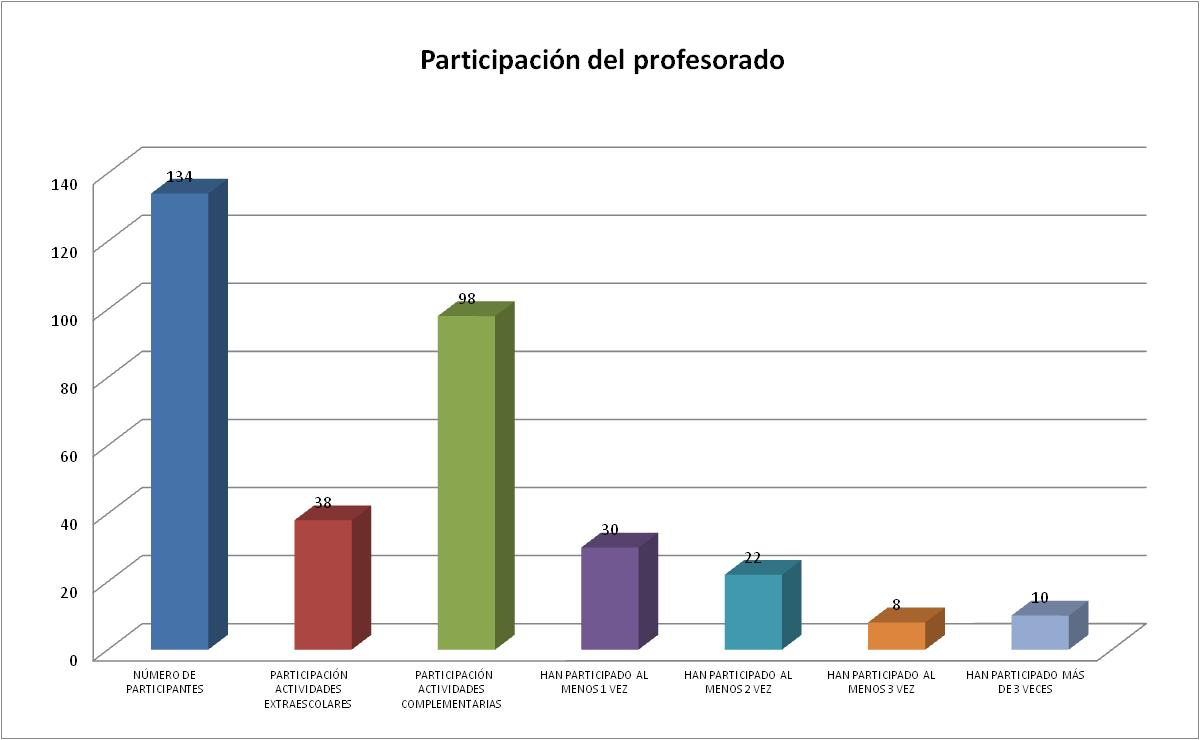 Participación del profesorado
140
120
100
80
60
40
20
0
134
38
98
30
22
8
10
NÚMERO DE
PARTICIPANTES
PARTICIPACIÓN
ACTIVIDADES
EXTRAESCOLARES
PARTICIPACIÓN
ACTIVIDADES
COMPLEMENTARIAS
HAN PARTICIPADO AL
MENOS 1 VEZ
HAN PARTICIPADO AL
MENOS 2 VEZ
HAN PARTICIPADO AL
MENOS 3 VEZ
HAN PARTICIPADO MÁS
DE 3 VECES